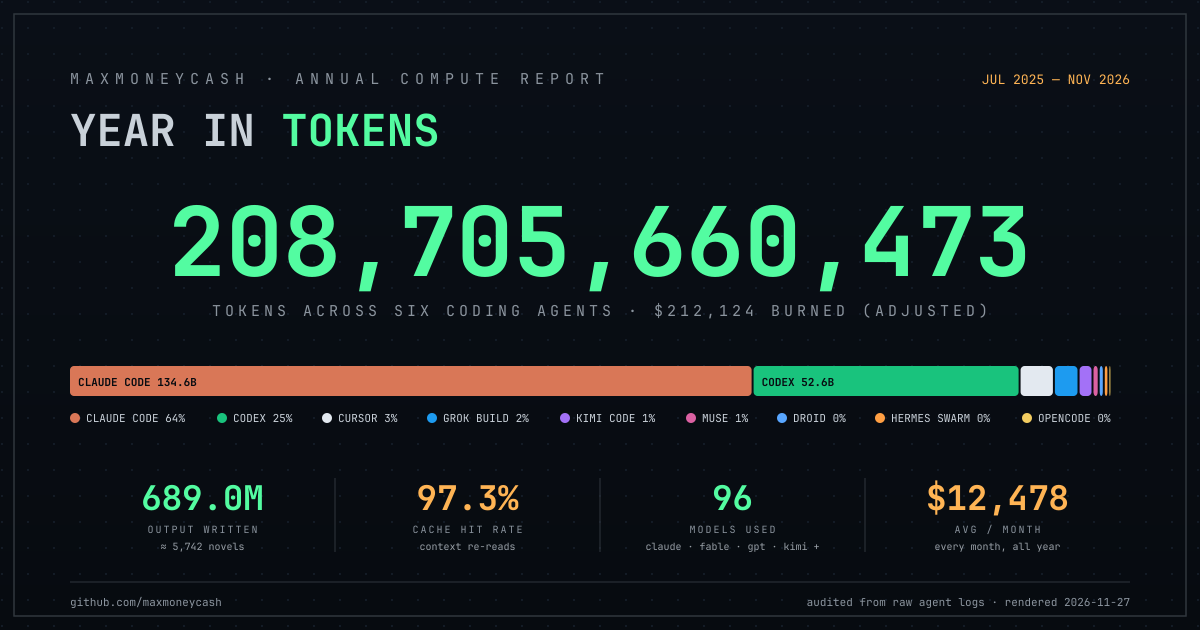 MAXMONEYCASH · ANNUAL COMPUTE REPORT
JUL 2025 — NOV 2026
YEAR IN TOKENS
208,705,660,473
TOKENS ACROSS SIX CODING AGENTS · $212,124 BURNED (ADJUSTED)
CLAUDE CODE 134.6B
CODEX 52.6B
CLAUDE CODE 64%
CODEX 25%
CURSOR 3%
GROK BUILD 2%
KIMI CODE 1%
MUSE 1%
DROID 0%
HERMES SWARM 0%
OPENCODE 0%
689.0M
OUTPUT WRITTEN
≈ 5,742 novels
97.3%
CACHE HIT RATE
context re-reads
96
MODELS USED
claude · fable · gpt · kimi +
$12,478
AVG / MONTH
every month, all year
github.com/maxmoneycash
audited from raw agent logs · rendered 2026-11-27